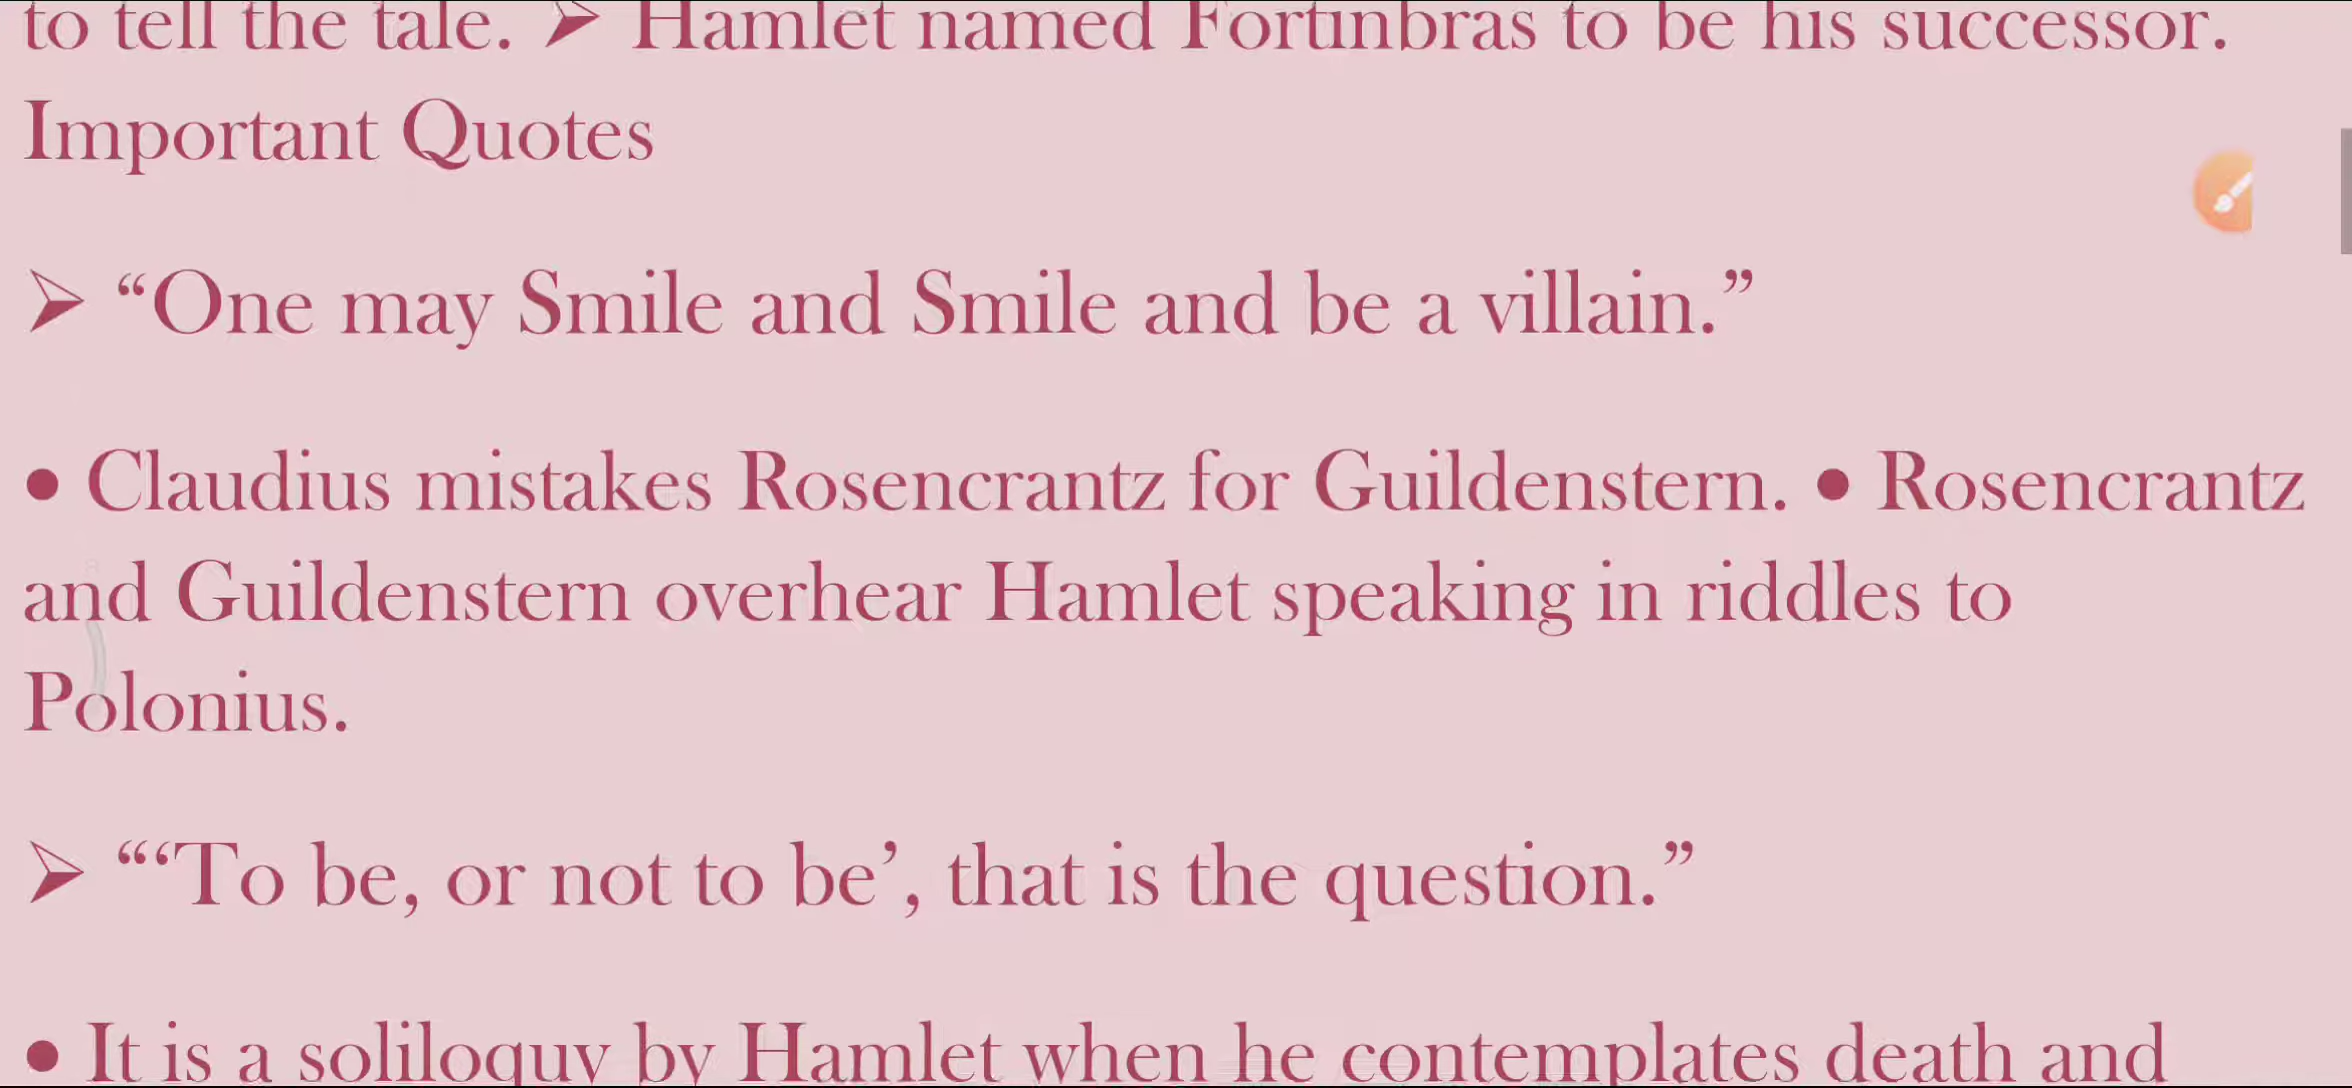 to tell the tale. ➢ Hamlet named Fortinbras to be his successor.
Important Quotes
➢ “One may Smile and Smile and be a villain.”
• Claudius mistakes Rosencrantz for Guildenstern. • Rosencrantz
and Guildenstern overhear Hamlet speaking in riddles to
Polonius.
➢ “‘To be, or not to be’, that is the question.”
• It is a soliloquy by Hamlet when he contemplates death and